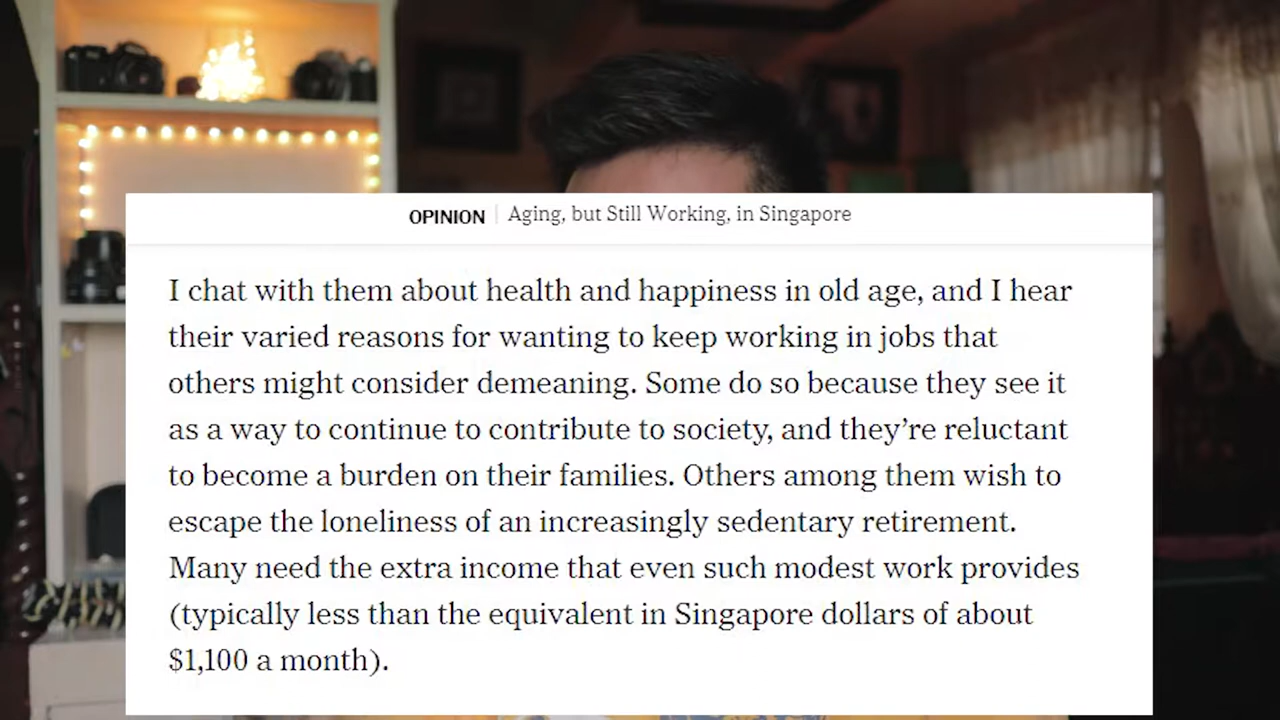 OPINION | Aging, but Still Working, in Singapore
I chat with them about health and happiness in old age, and I hear
their varied reasons for wanting to keep working in jobs that
others might consider demeaning. Some do so because they see it
as a way to continue to contribute to society, and they’re reluctant
to become a burden on their families. Others among them wish to
escape the loneliness of an increasingly sedentary retirement.
Many need the extra income that even such modest work provides
(typically less than the equivalent in Singapore dollars of about
$1,100 a month).